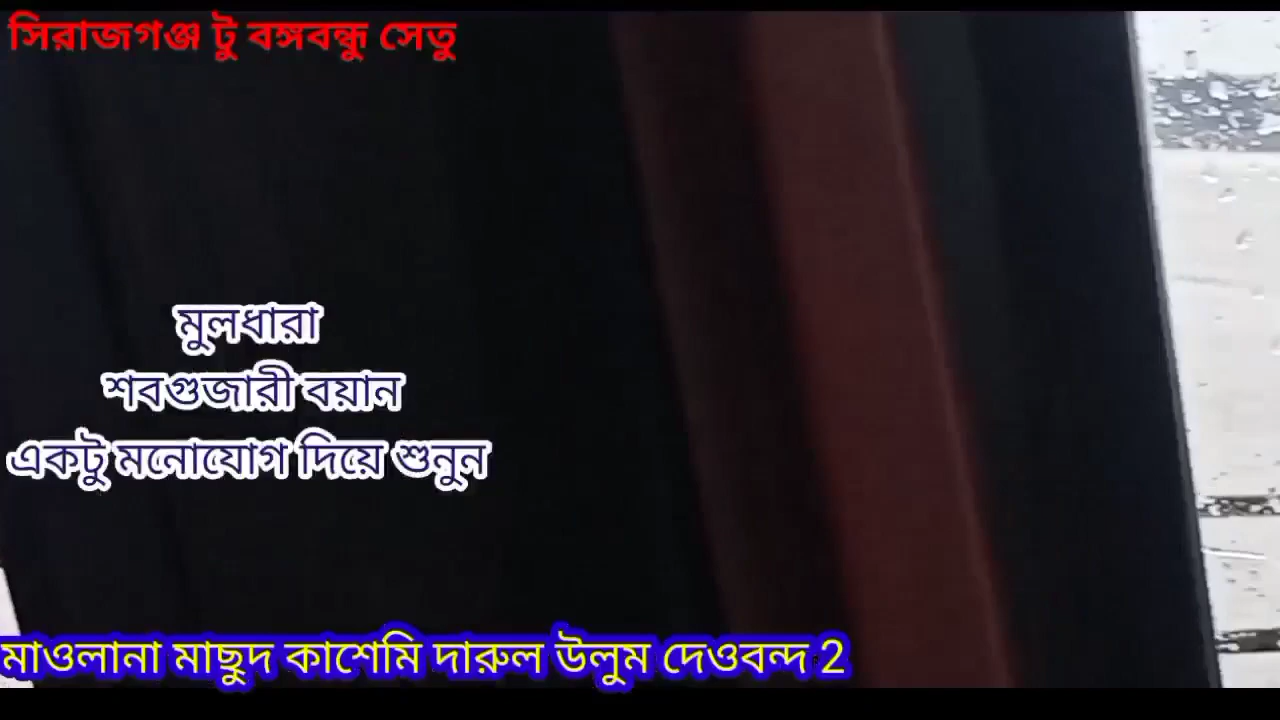 সিরাজগঞ্জ টু বঙ্গবন্ধু সেতু
মুলধারা
শবগুজারী বয়ান
একটু মনোযোগ দিয়ে শুনুন
মাওলানা মাছুদ কাশেমি দারুল উলুম দেওবন্দ 2